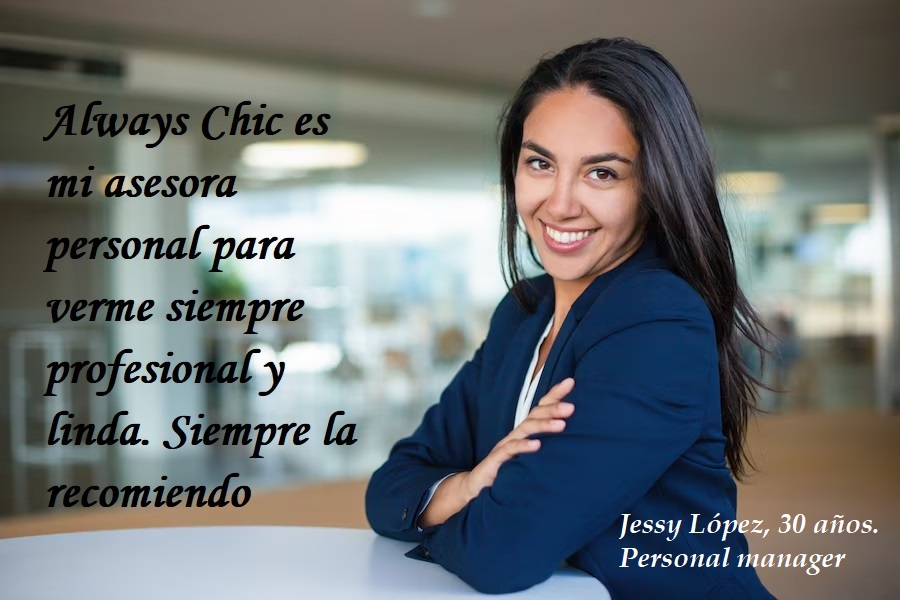 Always Chic es
mi asesora
personal para
verme siempre
profesional y
linda. Siempre la
recomiendo
Jessy López, 30 años.
Personal manager